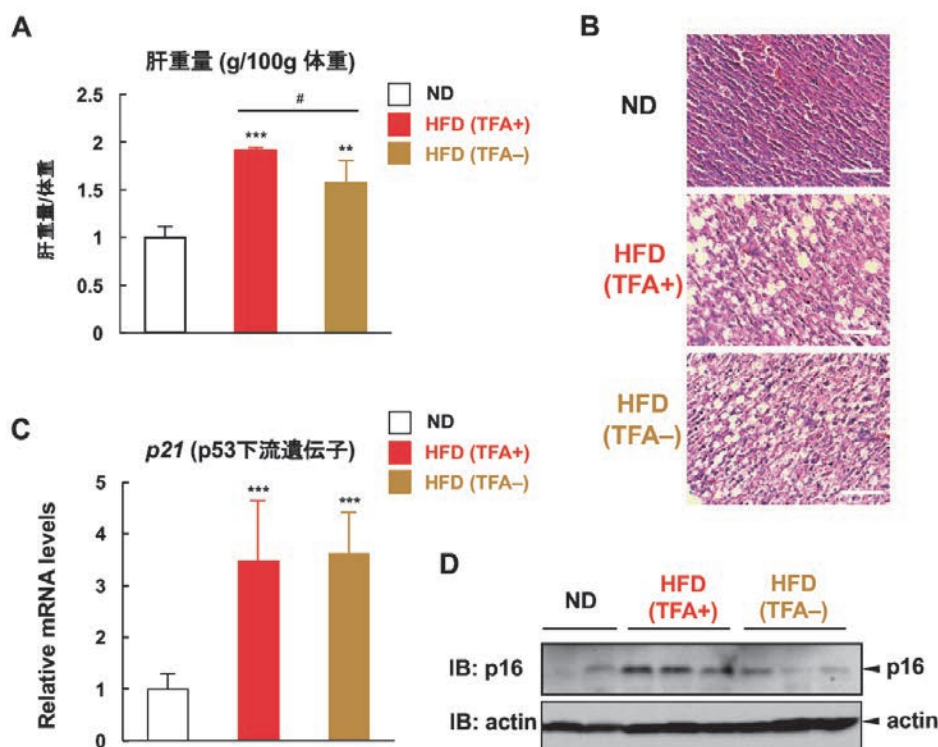 A
肝重量 (g/100g 体重)
肝重量/体重
2.5
2
1.5
1
0.5
0
#
***
**
ND
HFD (TFA+)
HFD (TFA–)
B
ND
HFD
(TFA+)
HFD
(TFA–)
C
p21 (p53下流遺伝子)
Relative mRNA levels
5
4
3
2
1
0
***
***
ND
HFD (TFA+)
HFD (TFA–)
D
ND
HFD
(TFA+)
HFD
(TFA–)
IB: p16
p16
IB: actin
actin